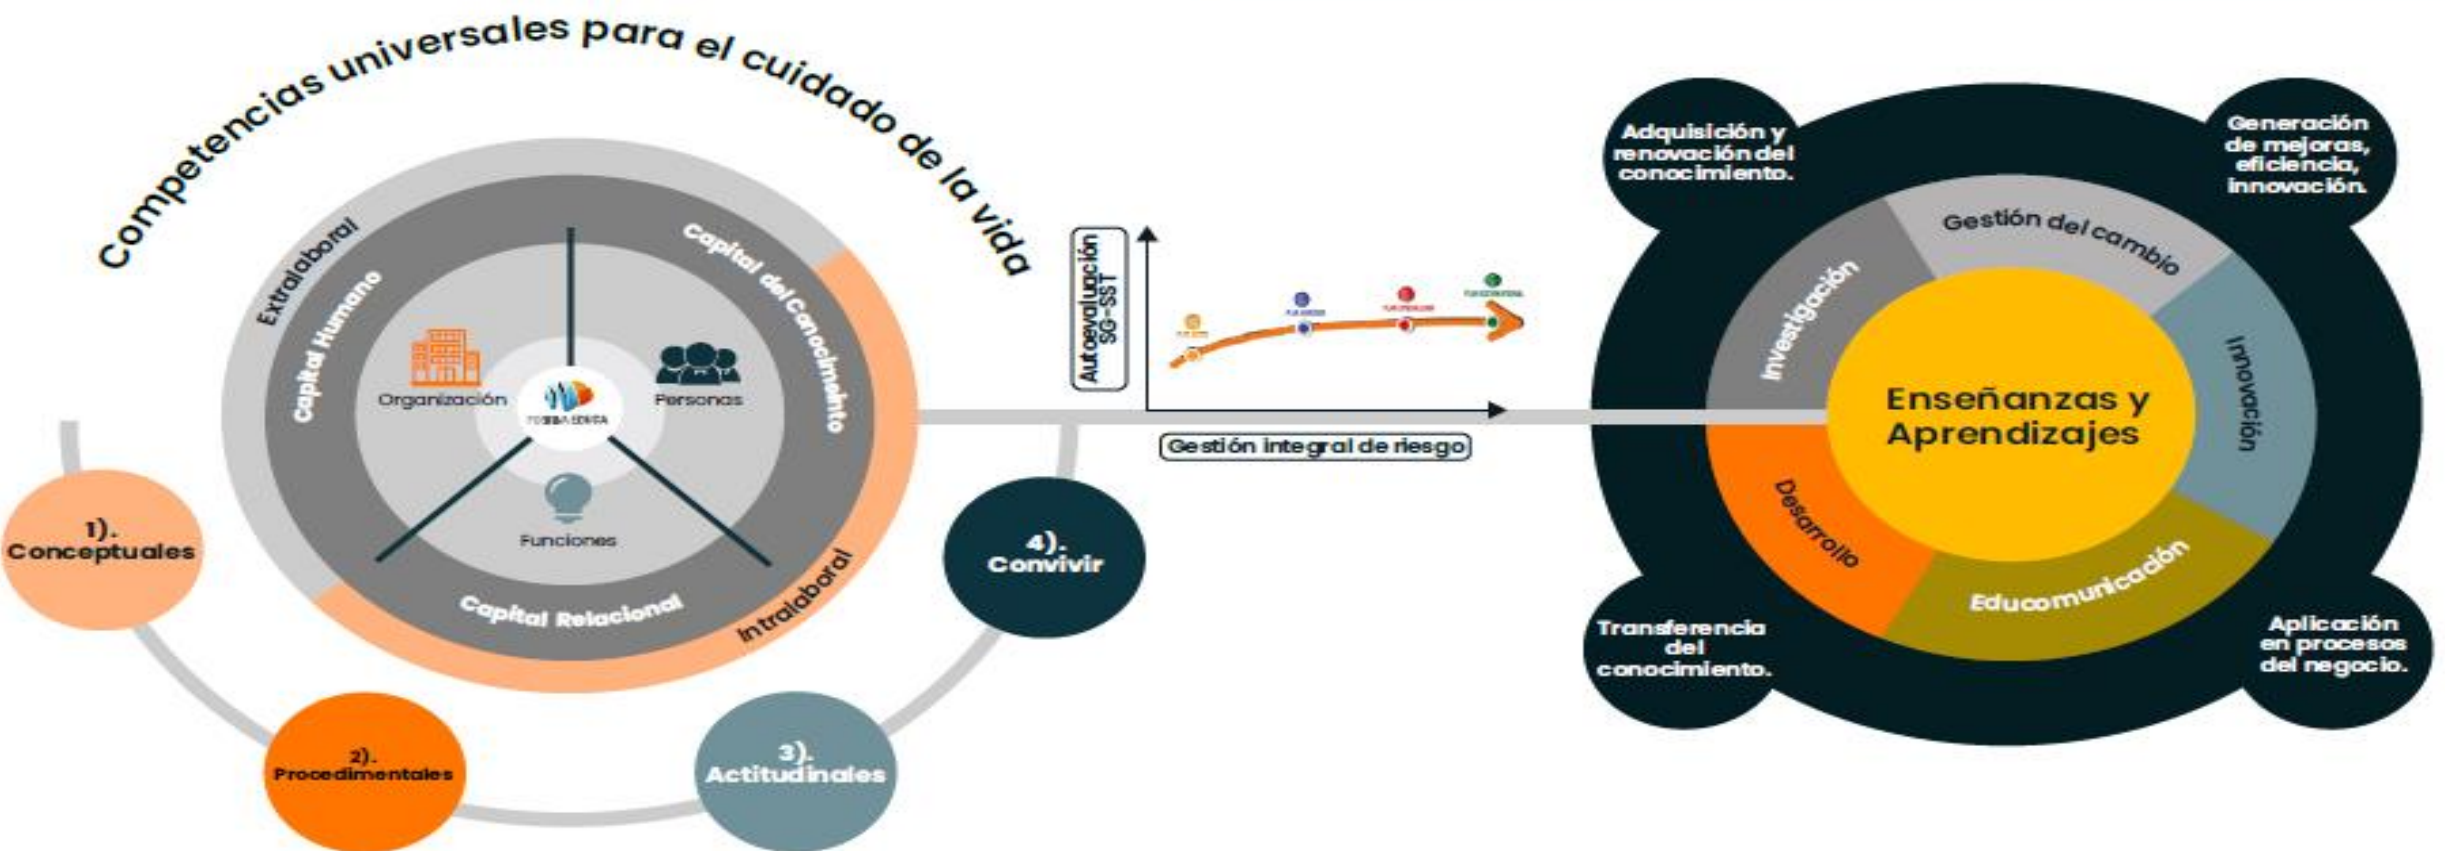 Competencias universales para el cuidado de la vida
Extralaboral
Capital Humano
Capital del Conocimeinto
Organización
Personas
Funciones
Capital Relacional
Intralaboral
1).
Conceptuales
2).
Procedimentales
3).
Actitudinales
4).
Convivir
Autoevaluación
SG-SST
Gestión integral de riesgo
Adquisición y
renovación del
conocimiento.
Generación
de mejoras,
eficiencia,
innovación.
Gestión del cambio
Investigación
Innovación
Enseñanzas y
Aprendizajes
Desarrollo
Educomunicación
Transferencia
del
conocimiento.
Aplicación
en procesos
del negocio.